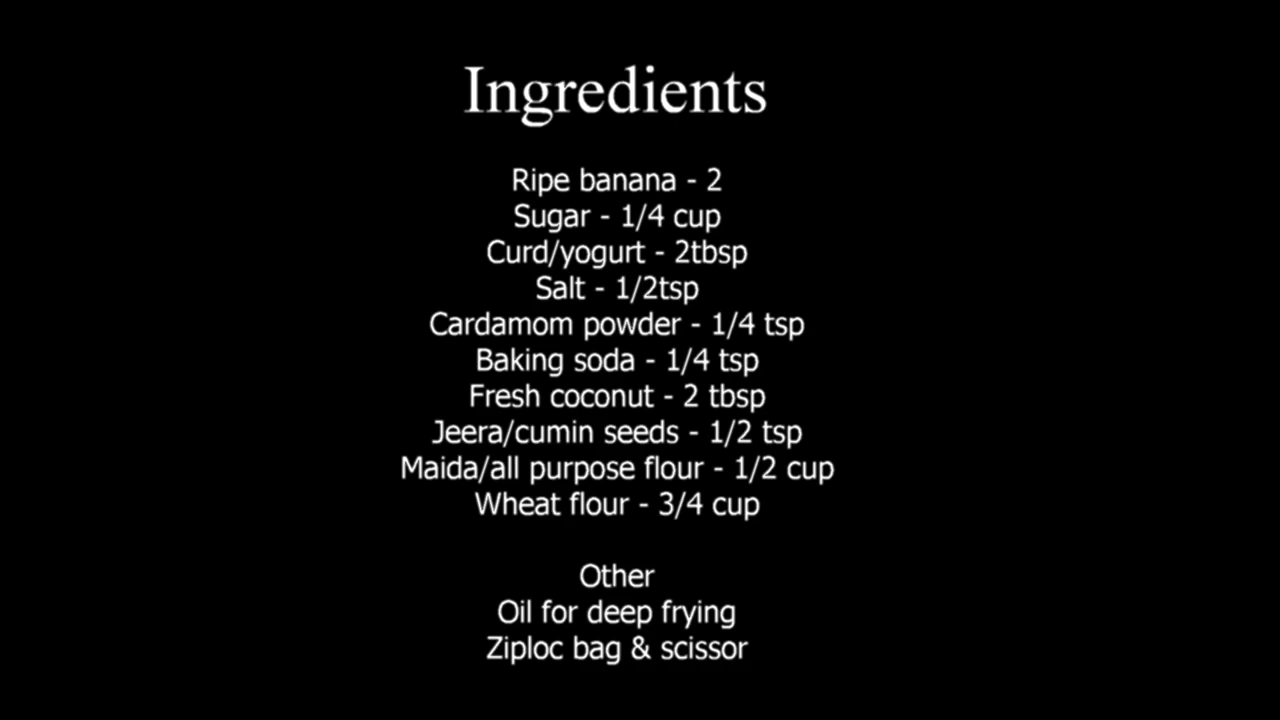 Ingredients
Ripe banana - 2
Sugar - 1/4 cup
Curd/yogurt - 2tbsp
Salt - 1/2tsp
Cardamom powder - 1/4 tsp
Baking soda - 1/4 tsp
Fresh coconut - 2 tbsp
Jeera/cumin seeds - 1/2 tsp
Maida/all purpose flour - 1/2 cup
Wheat flour - 3/4 cup
Other
Oil for deep frying
Ziploc bag & scissor